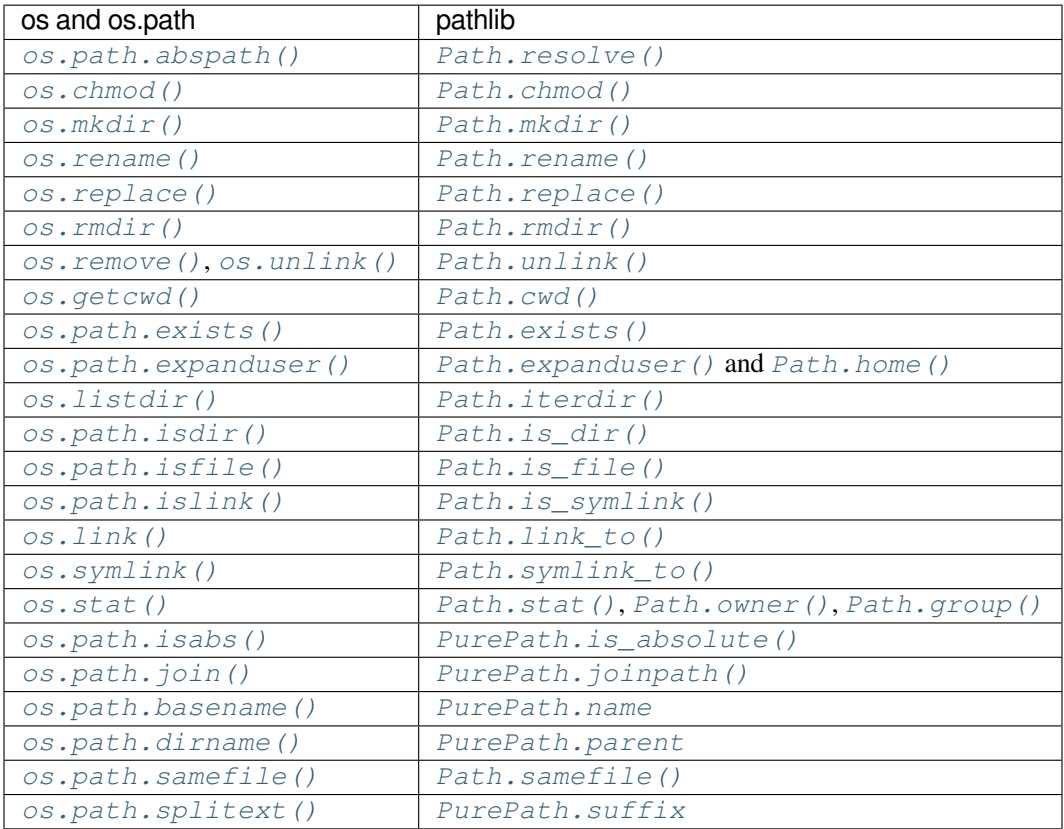 os and os.path pathlib
os.path.abspath() Path.resolve()
os.chmod() Path.chmod()
os.mkdir() Path.mkdir()
os.rename() Path.rename()
os.replace() Path.replace()
os.rmdir() Path.rmdir()
os.remove(), os.unlink() Path.unlink()
os.getcwd() Path.cwd()
os.path.exists() Path.exists()
os.path.expanduser() Path.expanduser() and Path.home()
os.listdir() Path.iterdir()
os.path.isdir() Path.is_dir()
os.path.isfile() Path.is_file()
os.path.islink() Path.is_symlink()
os.link() Path.link_to()
os.symlink() Path.symlink_to()
os.stat() Path.stat(), Path.owner(), Path.group()
os.path.isabs() PurePath.is_absolute()
os.path.join() PurePath.joinpath()
os.path.basename() PurePath.name
os.path.dirname() PurePath.parent
os.path.samefile() Path.samefile()
os.path.splitext() PurePath.suffix